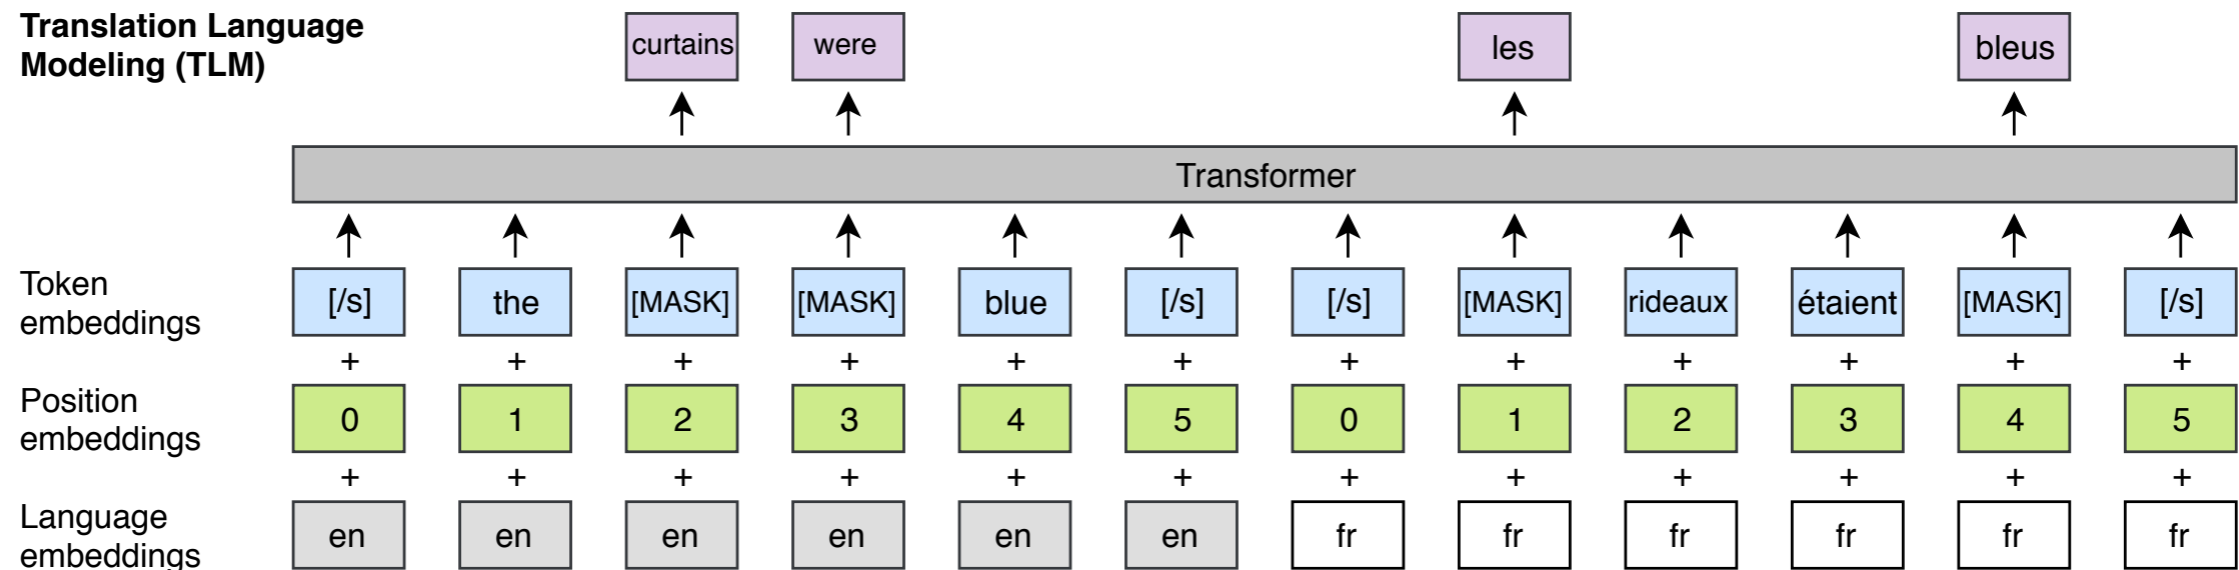 Translation Language
Modeling (TLM)
curtains were les bleus
Transformer
Token
embeddings
[/s] the [MASK] [MASK] blue [/s] [/s] [MASK] rideaux étaient [MASK] [/s]
+ + + + + + + + + + + +
Position
embeddings
0 1 2 3 4 5 0 1 2 3 4 5
+ + + + + + + + + + + +
Language
embeddings
en en en en en en fr fr fr fr fr fr